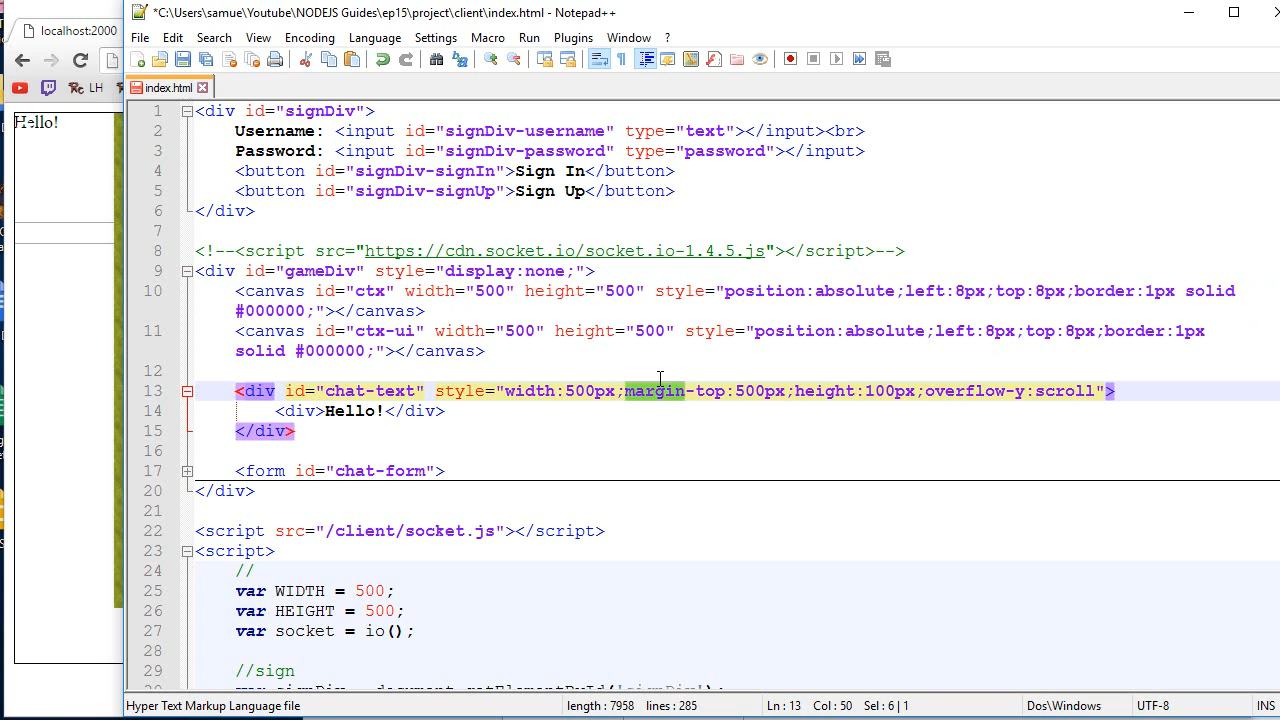 *C:\Users\samue\Youtube\NODEJS Guides\ep15\project\client\index.html - Notepad++
localhost:2000
File Edit Search View Encoding Language Settings Macro Run Plugins Window ?
LH
index.html
Hello!
1 <div id="signDiv">
2 Username: <input id="signDiv-username" type="text"></input><br>
3 Password: <input id="signDiv-password" type="password"></input>
4 <button id="signDiv-signIn">Sign In</button>
5 <button id="signDiv-signUp">Sign Up</button>
6 </div>
7
8 <!--<script src="https://cdn.socket.io/socket.io-1.4.5.js"></script>-->
9 <div id="gameDiv" style="display:none;">
10 <canvas id="ctx" width="500" height="500" style="position:absolute;left:8px;top:8px;border:1px solid
#000000;"></canvas>
11 <canvas id="ctx-ui" width="500" height="500" style="position:absolute;left:8px;top:8px;border:1px
solid #000000;"></canvas>
12
13 <div id="chat-text" style="width:500px;margin-top:500px;height:100px;overflow-y:scroll">
14 <div>Hello!</div>
15 </div>
16
17 <form id="chat-form">
20 </div>
21
22 <script src="/client/socket.js"></script>
23 <script>
24 //
25 var WIDTH = 500;
26 var HEIGHT = 500;
27 var socket = io();
28
29 //sign
Hyper Text Markup Language file length : 7958 lines : 285 Ln : 13 Col : 50 Sel : 6 | 1 Dos\Windows UTF-8 INS